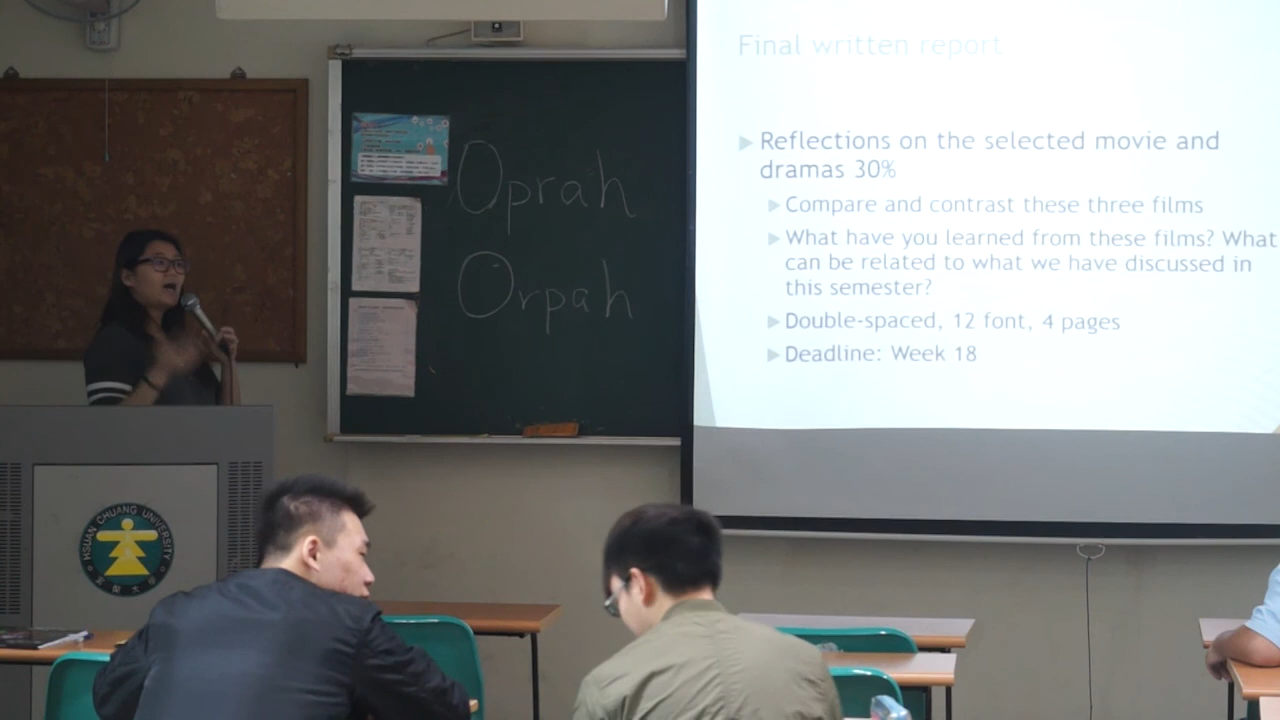 Final written report
Reflections on the selected movie and
dramas 30%
Compare and contrast these three films
What have you learned from these films? What
can be related to what we have discussed in
this semester?
Double-spaced, 12 font, 4 pages
Deadline: Week 18
Oprah
Orpah
HSUAN CHUANG UNIVERSITY